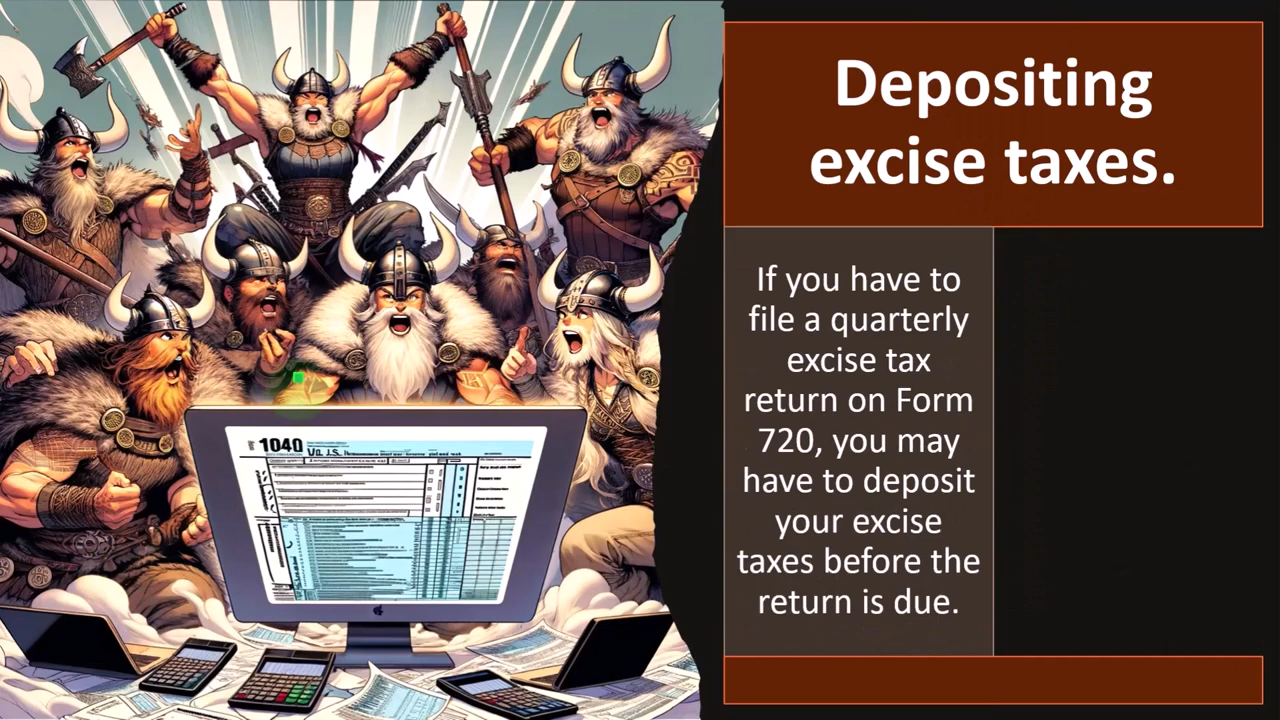 Depositing
excise taxes.
If you have to
file a quarterly
excise tax
return on Form
720, you may
have to deposit
your excise
taxes before the
return is due.
1040